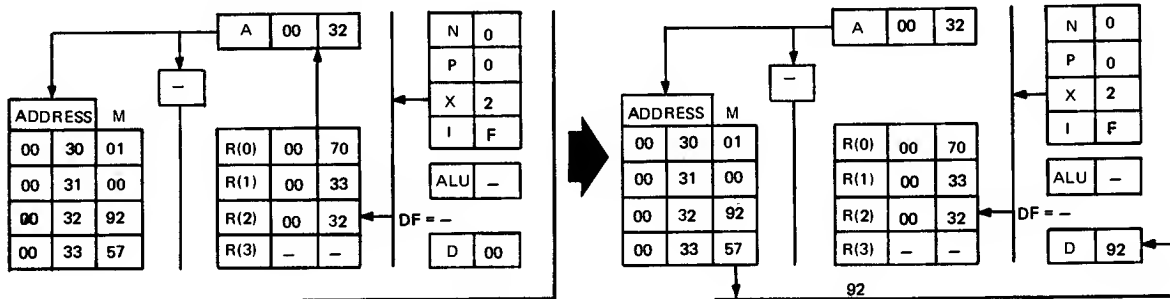 A 00 32
N 0
P 0
X 2
I F
ADDRESS M
00 30 01
00 31 00
00 32 92
00 33 57
R(0) 00 70
R(1) 00 33
R(2) 00 32
R(3) – –
–
ALU –
DF = –
D 00
A 00 32
N 0
P 0
X 2
I F
ADDRESS M
00 30 01
00 31 00
00 32 92
00 33 57
R(0) 00 70
R(1) 00 33
R(2) 00 32
R(3) – –
–
ALU –
DF = –
D 92
92